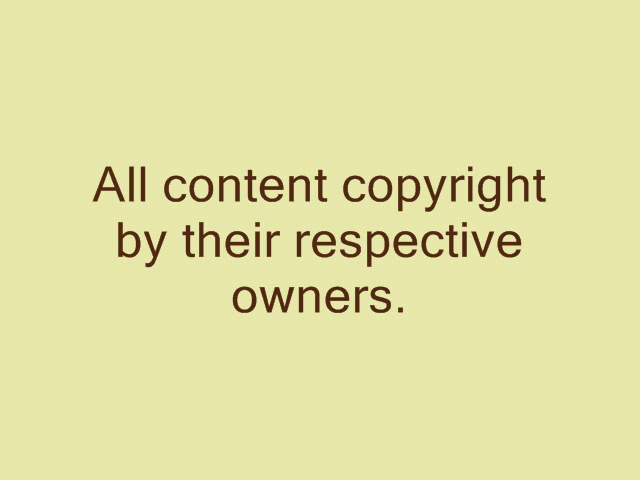 All content copyright
by their respective
owners.